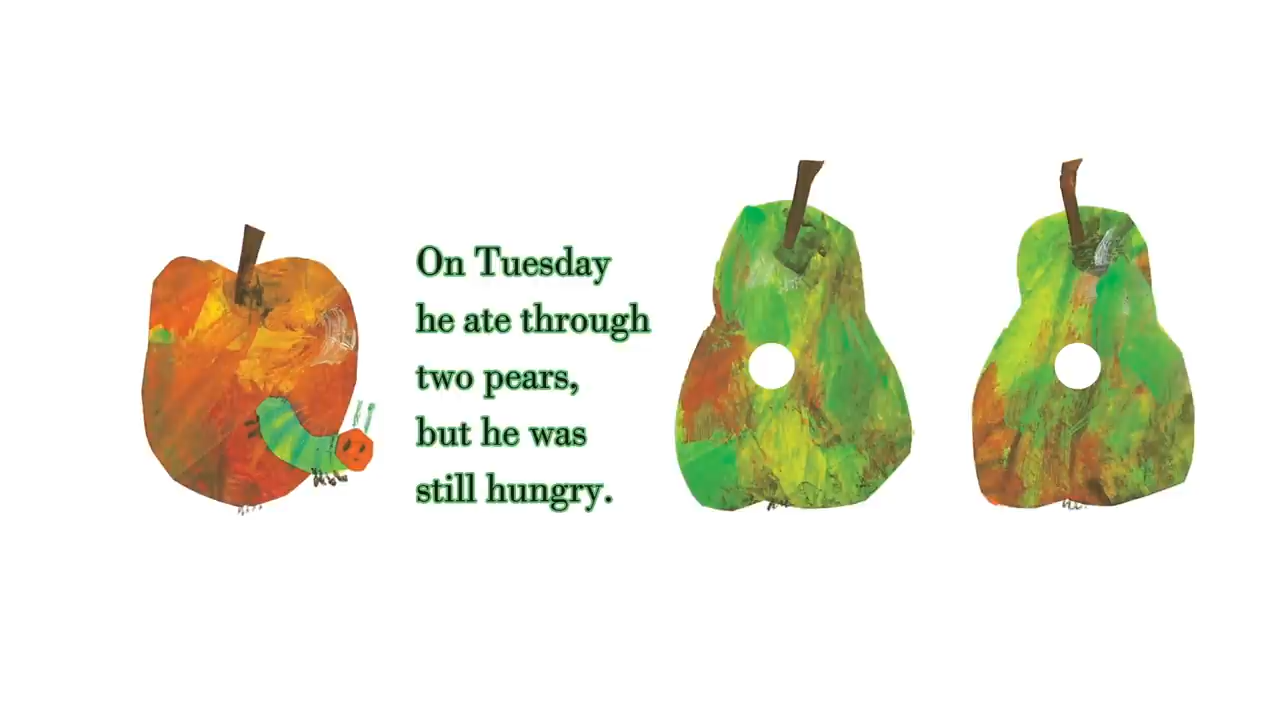 On Tuesday
he ate through
two pears,
but he was
still hungry.